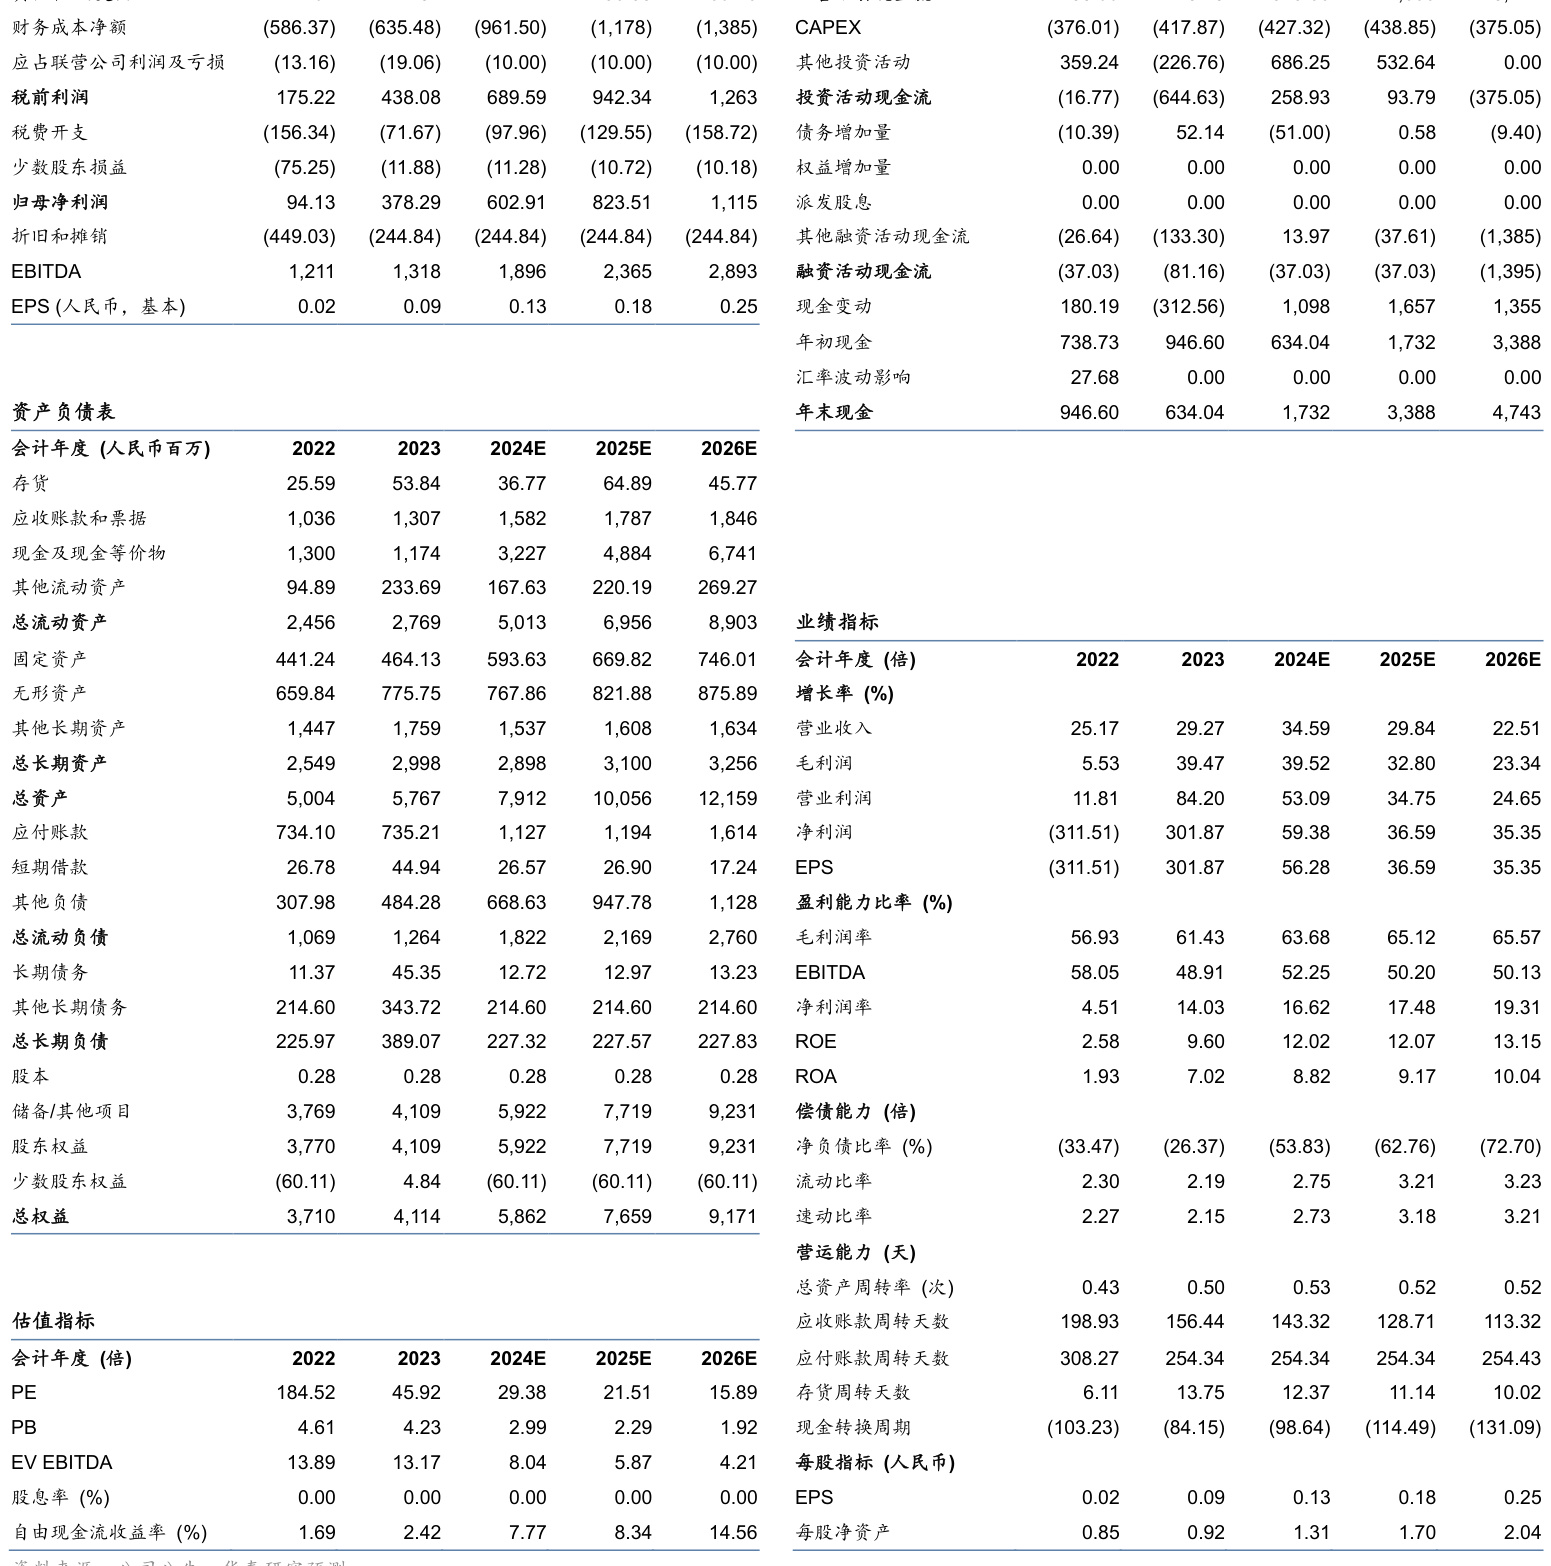 财务成本净额 (586.37) (635.48) (961.50) (1,178) (1,385)
应占联营公司利润及亏损 (13.16) (19.06) (10.00) (10.00) (10.00)
税前利润 175.22 438.08 689.59 942.34 1,263
税费开支 (156.34) (71.67) (97.96) (129.55) (158.72)
少数股东损益 (75.25) (11.88) (11.28) (10.72) (10.18)
归母净利润 94.13 378.29 602.91 823.51 1,115
折旧和摊销 (449.03) (244.84) (244.84) (244.84) (244.84)
EBITDA 1,211 1,318 1,896 2,365 2,893
EPS (人民币，基本) 0.02 0.09 0.13 0.18 0.25
资产负债表
会计年度 (人民币百万) 2022 2023 2024E 2025E 2026E
存货 25.59 53.84 36.77 64.89 45.77
应收账款和票据 1,036 1,307 1,582 1,787 1,846
现金及现金等价物 1,300 1,174 3,227 4,884 6,741
其他流动资产 94.89 233.69 167.63 220.19 269.27
总流动资产 2,456 2,769 5,013 6,956 8,903
固定资产 441.24 464.13 593.63 669.82 746.01
无形资产 659.84 775.75 767.86 821.88 875.89
其他长期资产 1,447 1,759 1,537 1,608 1,634
总长期资产 2,549 2,998 2,898 3,100 3,256
总资产 5,004 5,767 7,912 10,056 12,159
应付账款 734.10 735.21 1,127 1,194 1,614
短期借款 26.78 44.94 26.57 26.90 17.24
其他负债 307.98 484.28 668.63 947.78 1,128
总流动负债 1,069 1,264 1,822 2,169 2,760
长期债务 11.37 45.35 12.72 12.97 13.23
其他长期债务 214.60 343.72 214.60 214.60 214.60
总长期负债 225.97 389.07 227.32 227.57 227.83
股本 0.28 0.28 0.28 0.28 0.28
储备/其他项目 3,769 4,109 5,922 7,719 9,231
股东权益 3,770 4,109 5,922 7,719 9,231
少数股东权益 (60.11) 4.84 (60.11) (60.11) (60.11)
总权益 3,710 4,114 5,862 7,659 9,171
估值指标
会计年度 (倍) 2022 2023 2024E 2025E 2026E
PE 184.52 45.92 29.38 21.51 15.89
PB 4.61 4.23 2.99 2.29 1.92
EV EBITDA 13.89 13.17 8.04 5.87 4.21
股息率 (%) 0.00 0.00 0.00 0.00 0.00
自由现金流收益率 (%) 1.69 2.42 7.77 8.34 14.56
CAPEX (376.01) (417.87) (427.32) (438.85) (375.05)
其他投资活动 359.24 (226.76) 686.25 532.64 0.00
投资活动现金流 (16.77) (644.63) 258.93 93.79 (375.05)
债务增加量 (10.39) 52.14 (51.00) 0.58 (9.40)
权益增加量 0.00 0.00 0.00 0.00 0.00
派发股息 0.00 0.00 0.00 0.00 0.00
其他融资活动现金流 (26.64) (133.30) 13.97 (37.61) (1,385)
融资活动现金流 (37.03) (81.16) (37.03) (37.03) (1,395)
现金变动 180.19 (312.56) 1,098 1,657 1,355
年初现金 738.73 946.60 634.04 1,732 3,388
汇率波动影响 27.68 0.00 0.00 0.00 0.00
年末现金 946.60 634.04 1,732 3,388 4,743
业绩指标
会计年度 (倍) 2022 2023 2024E 2025E 2026E
增长率 (%)
营业收入 25.17 29.27 34.59 29.84 22.51
毛利润 5.53 39.47 39.52 32.80 23.34
营业利润 11.81 84.20 53.09 34.75 24.65
净利润 (311.51) 301.87 59.38 36.59 35.35
EPS (311.51) 301.87 56.28 36.59 35.35
盈利能力比率 (%)
毛利润率 56.93 61.43 63.68 65.12 65.57
EBITDA 58.05 48.91 52.25 50.20 50.13
净利润率 4.51 14.03 16.62 17.48 19.31
ROE 2.58 9.60 12.02 12.07 13.15
ROA 1.93 7.02 8.82 9.17 10.04
偿债能力 (倍)
净负债比率 (%) (33.47) (26.37) (53.83) (62.76) (72.70)
流动比率 2.30 2.19 2.75 3.21 3.23
速动比率 2.27 2.15 2.73 3.18 3.21
营运能力 (天)
总资产周转率 (次) 0.43 0.50 0.53 0.52 0.52
应收账款周转天数 198.93 156.44 143.32 128.71 113.32
应付账款周转天数 308.27 254.34 254.34 254.34 254.43
存货周转天数 6.11 13.75 12.37 11.14 10.02
现金转换周期 (103.23) (84.15) (98.64) (114.49) (131.09)
每股指标 (人民币)
EPS 0.02 0.09 0.13 0.18 0.25
每股净资产 0.85 0.92 1.31 1.70 2.04